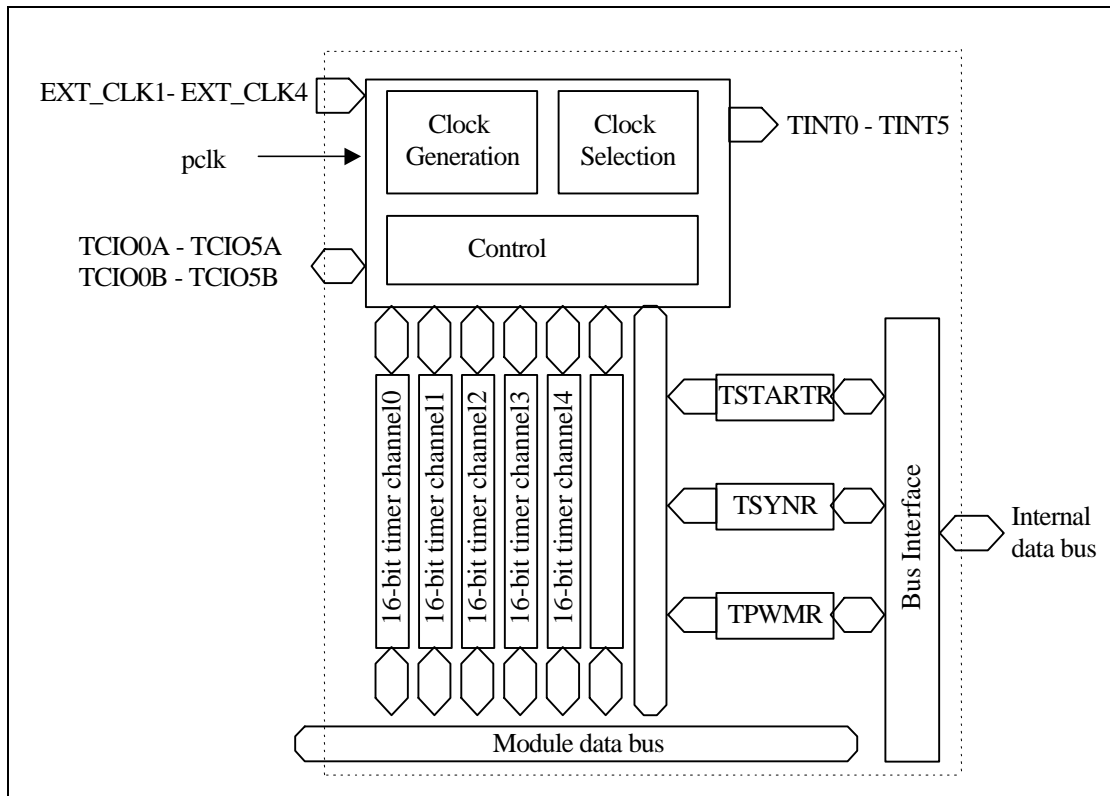 EXT_CLK1- EXT_CLK4
pclk
TCIO0A - TCIO5A
TCIO0B - TCIO5B
Clock
Generation
Clock
Selection
Control
TINT0 - TINT5
16-bit timer channel0
16-bit timer channel1
16-bit timer channel2
16-bit timer channel3
16-bit timer channel4
TSTARTR
TSYNR
TPWMR
Bus Interface
Internal
data bus
Module data bus